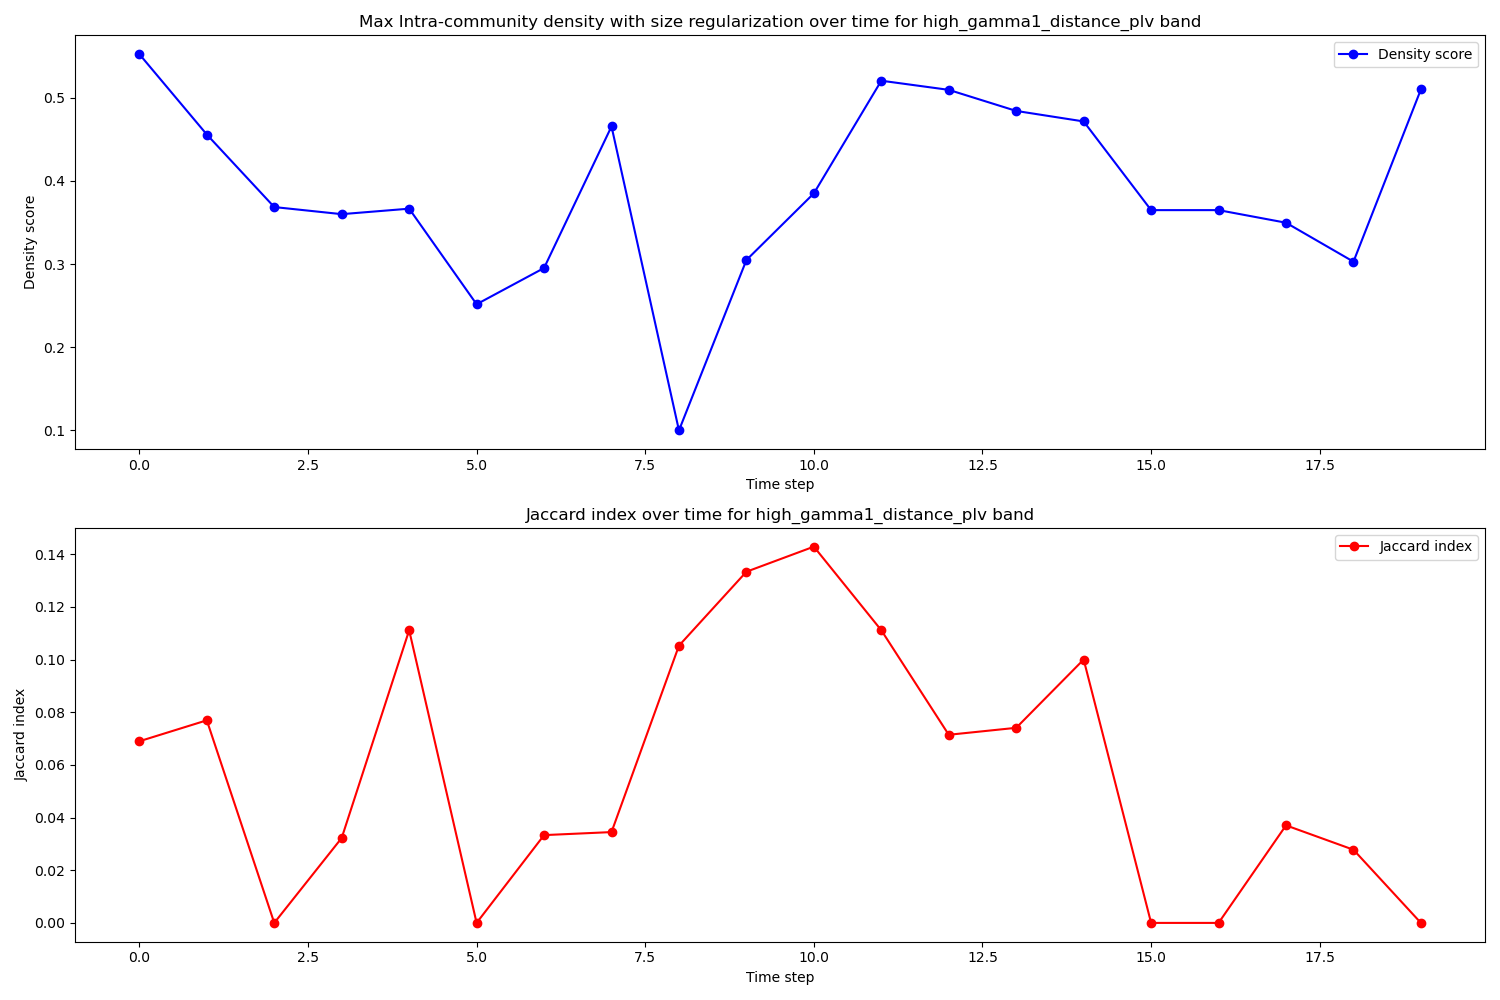 Max Intra-community density with size regularization over time for high_gamma1_distance_plv band
Density score
0.5
0.4
0.3
0.2
0.1
Density score
0.0 2.5 5.0 7.5 10.0 12.5 15.0 17.5
Time step
Jaccard index over time for high_gamma1_distance_plv band
Jaccard index
0.14
0.12
0.10
0.08
0.06
0.04
0.02
0.00
Jaccard index
0.0 2.5 5.0 7.5 10.0 12.5 15.0 17.5
Time step